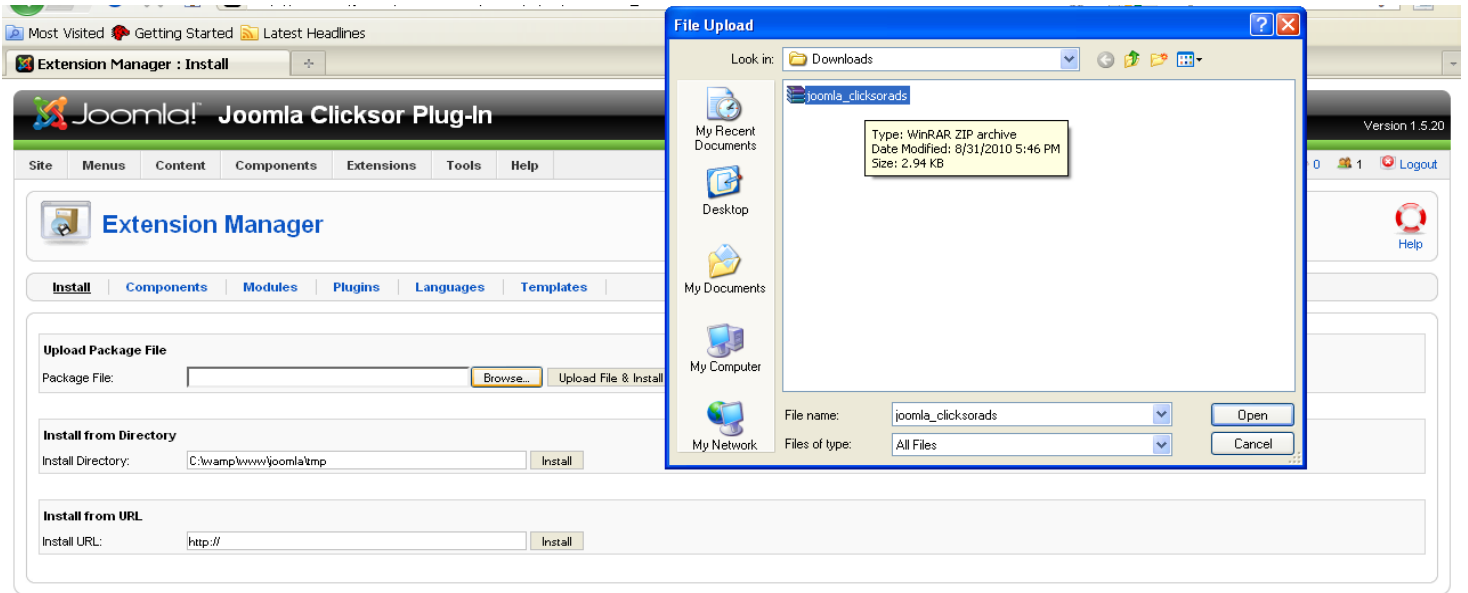 Most Visited Getting Started Latest Headlines
Extension Manager : Install
Joomla!™ Joomla Clicksor Plug-In
Version 1.5.20
Site Menus Content Components Extensions Tools Help
0 1 Logout
Extension Manager
Help
Install Components Modules Plugins Languages Templates
Upload Package File
Package File: Browse... Upload File & Install
Install from Directory
Install Directory: C:\wamp\www\joomla\tmp Install
Install from URL
Install URL: http:// Install
File Upload
Look in: Downloads
joomla_clicksorads
Type: WinRAR ZIP archive
Date Modified: 8/31/2010 5:46 PM
Size: 2.94 KB
My Recent
Documents
Desktop
My Documents
My Computer
My Network
File name: joomla_clicksorads Open
Files of type: All Files Cancel